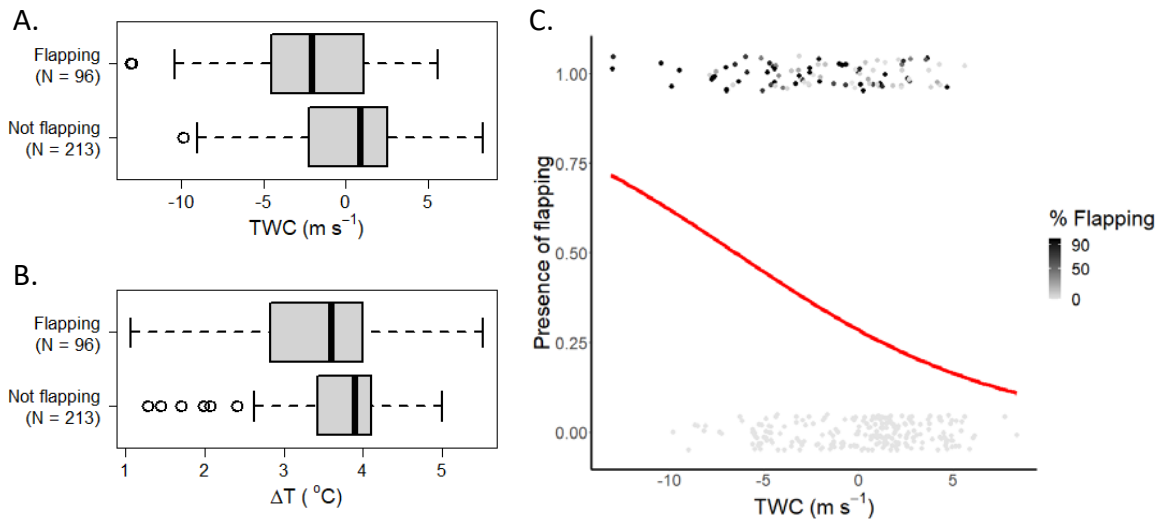 A.
Flapping
(N = 96)
Not flapping
(N = 213)
-10 -5 0 5
TWC (m s⁻¹)
B.
Flapping
(N = 96)
Not flapping
(N = 213)
1 2 3 4 5
ΔT ( °C)
C.
Presence of flapping
1.00
0.75
0.50
0.25
0.00
-10 -5 0 5
TWC (m s⁻¹)
% Flapping
90
50
0